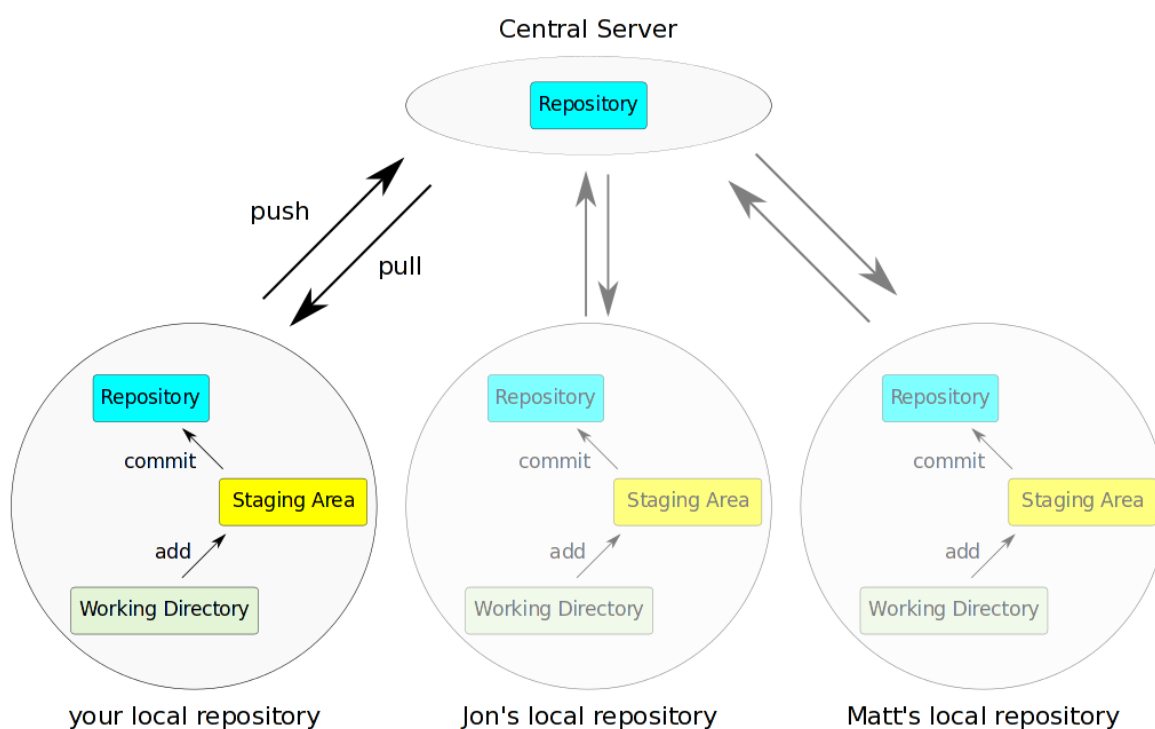 Central Server
Repository
push
pull
Repository
commit
Staging Area
add
Working Directory
your local repository
Repository
commit
Staging Area
add
Working Directory
Jon's local repository
Repository
commit
Staging Area
add
Working Directory
Matt's local repository